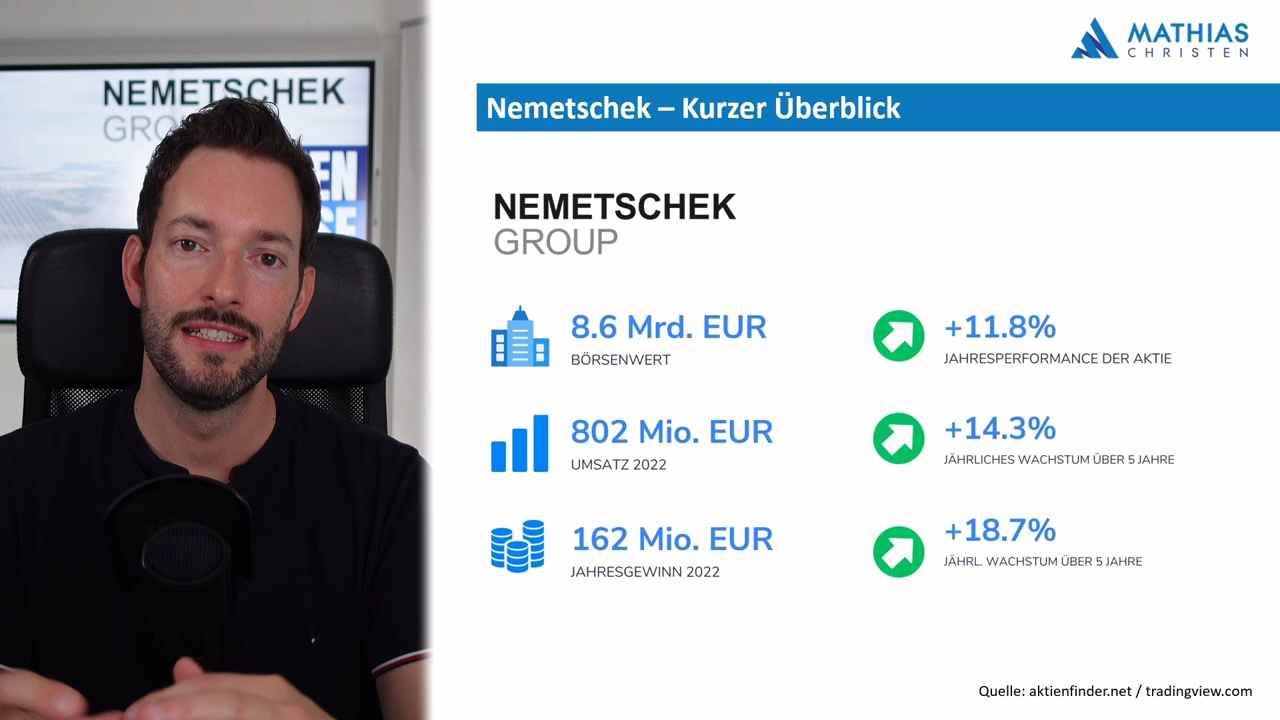 NEMETSCHEK
GRO
EN
SE
MATHIAS
CHRISTEN
Nemetschek – Kurzer Überblick
NEMETSCHEK
GROUP
8.6 Mrd. EUR
BÖRSENWERT
+11.8%
JAHRESPERFORMANCE DER AKTIE
802 Mio. EUR
UMSATZ 2022
+14.3%
JÄHRLICHES WACHSTUM ÜBER 5 JAHRE
162 Mio. EUR
JAHRESGEWINN 2022
+18.7%
JÄHRL. WACHSTUM ÜBER 5 JAHRE
Quelle: aktienfinder.net / tradingview.com